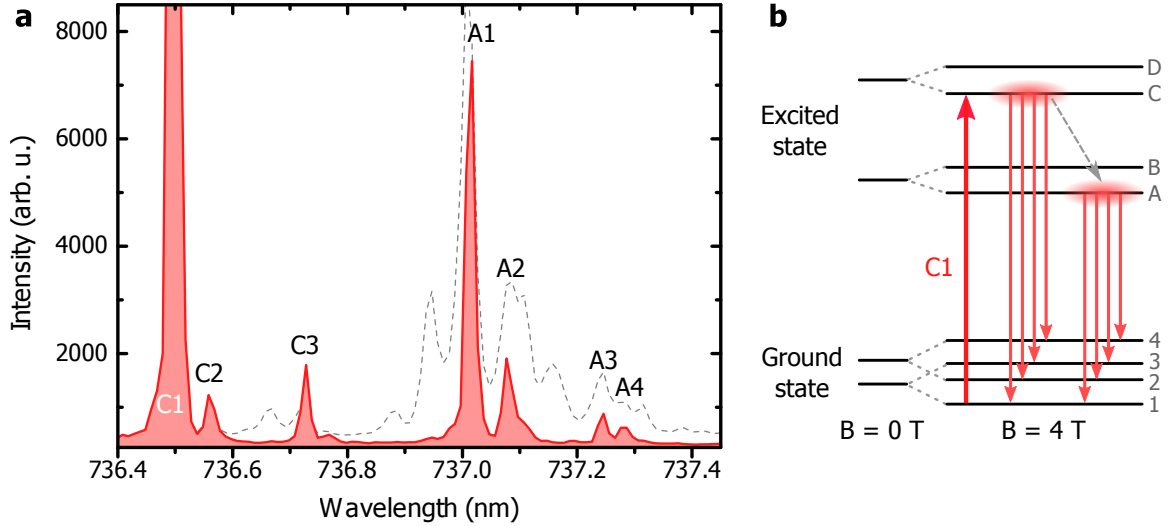 a
Intensity (arb. u.)
8000
6000
4000
2000
C1
C2
C3
A1
A2
A3
A4
736.4
736.6
736.8
737.0
737.2
737.4
Wavelength (nm)
b
D
C
Excited
state
B
A
C1
Ground
state
4
3
2
1
B = 0 T
B = 4 T